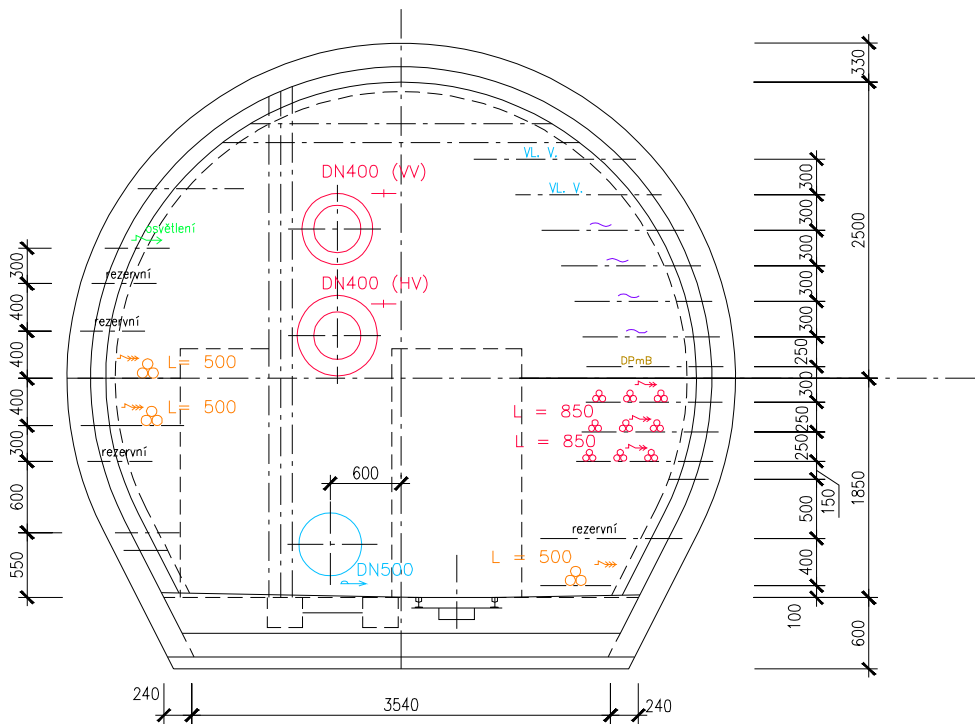 330
VL. V.
DN400 (VV)
VL. V.
300
300
2500
osvětlení
300
300
rezervní
300
DN400 (HV)
300
400
rezervní
300
400
L= 500
DPmB
250
300
400
L= 500
L = 850
250
L = 850
300
rezervní
250
600
150
1850
600
500
rezervní
L = 500
550
DN500
400
100
600
240
3540
240